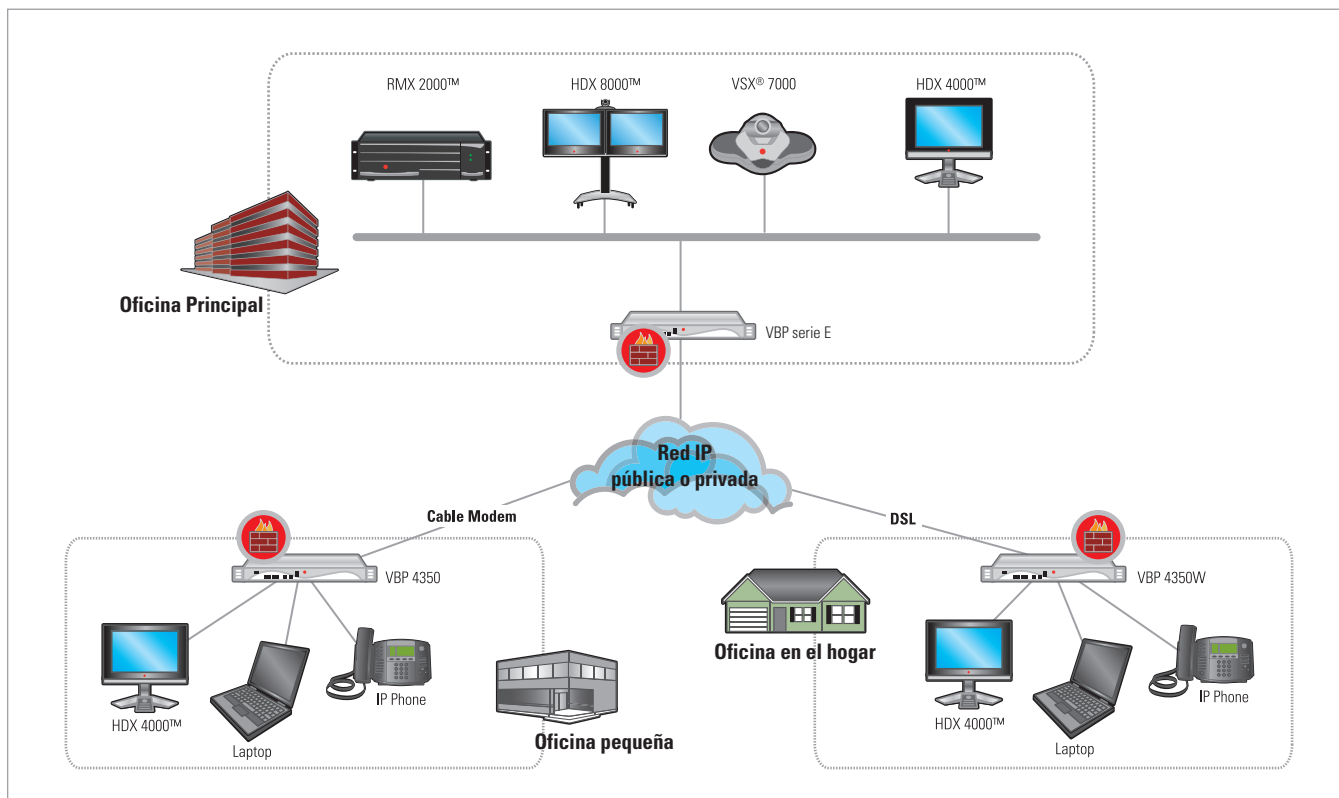 RMX 2000™
HDX 8000™
VSX® 7000
HDX 4000™
Oficina Principal
VBP serie E
Red IP
pública o privada
Cable Modem
DSL
VBP 4350
VBP 4350W
HDX 4000™
Laptop
IP Phone
Oficina pequeña
Oficina en el hogar
HDX 4000™
Laptop
IP Phone